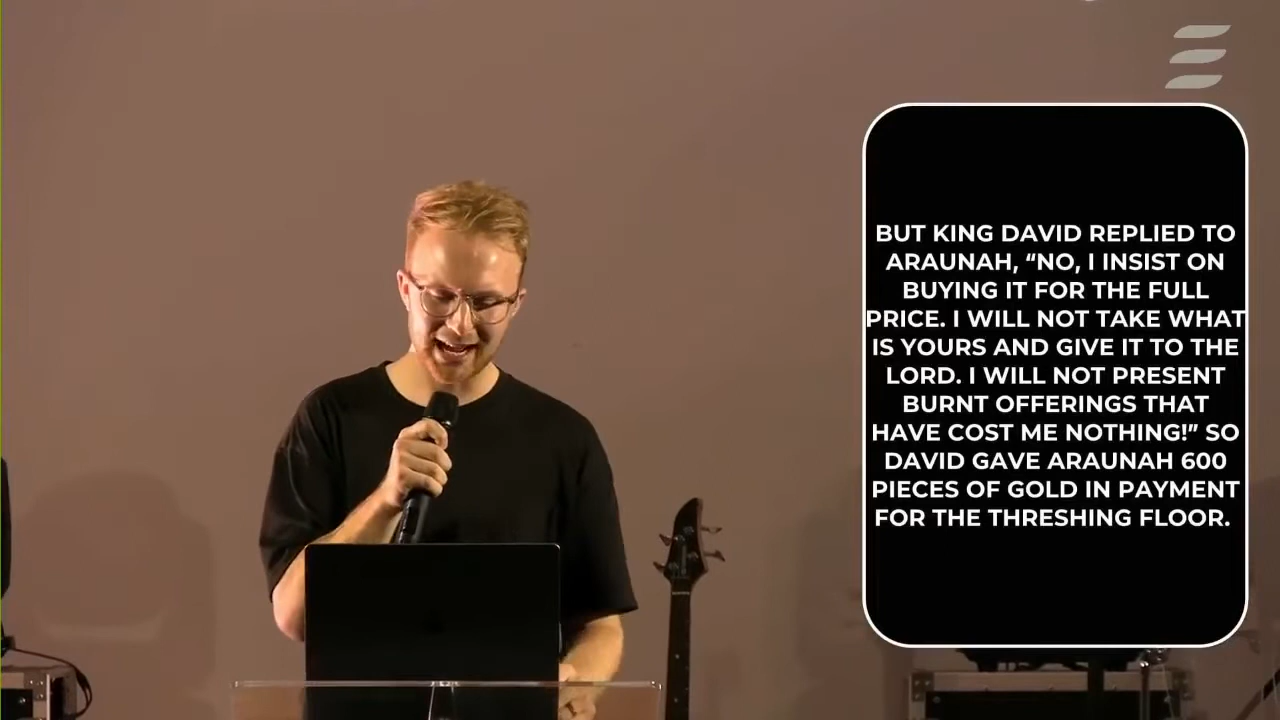 BUT KING DAVID REPLIED TO
ARAUNAH, “NO, I INSIST ON
BUYING IT FOR THE FULL
PRICE. I WILL NOT TAKE WHAT
IS YOURS AND GIVE IT TO THE
LORD. I WILL NOT PRESENT
BURNT OFFERINGS THAT
HAVE COST ME NOTHING!” SO
DAVID GAVE ARAUNAH 600
PIECES OF GOLD IN PAYMENT
FOR THE THRESHING FLOOR.